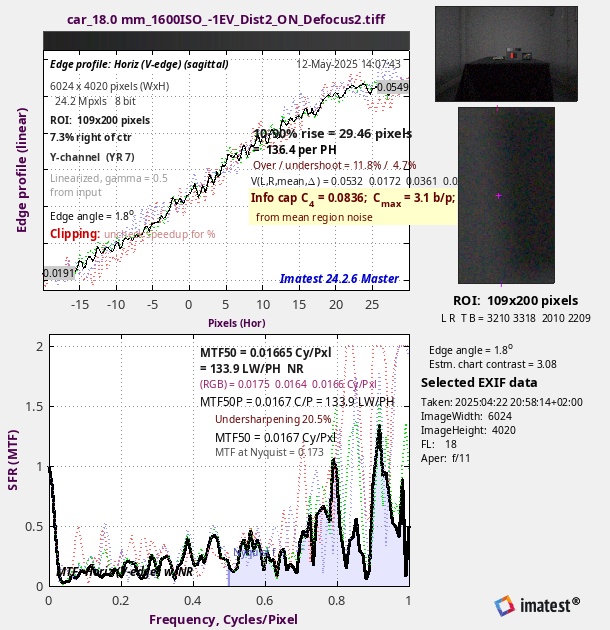 car_18.0 mm_1600ISO_-1EV_Dist2_ON_Defocus2.tiff
Edge profile: Horiz (V-edge) (sagittal)
12-May-2025 14:07:43
6024 x 4020 pixels (WxH)
24.2 Mpxls   8 bit
ROI:  109x200 pixels
7.3% right of ctr
Y-channel  (YR 7)
Linearized, gamma = 0.5
from input
Edge angle = 1.8°
Clipping: unchec speedup for %
0.0549
10-90% rise = 29.46 pixels
=  136.4 per PH
Over / undershoot = 11.8% /  4.7%
V(L,R,mean,Δ) = 0.0532  0.0172  0.0361  0.0
Info cap C4 = 0.0836;  Cmax = 3.1 b/p;
from mean region noise
0.0191
Imatest 24.2.6 Master
Edge profile (linear)
-15 -10 -5 0 5 10 15 20 25
Pixels (Hor)
ROI:  109x200 pixels
L R  T B = 3210 3318  2010 2209
Edge angle = 1.8°
Estm. chart contrast = 3.08
Selected EXIF data
Taken: 2025:04:22 20:58:14+02:00
ImageWidth:  6024
ImageHeight:  4020
FL:   18
Aper:  f/11
MTF50 = 0.01665 Cy/Pxl
= 133.9 LW/PH  NR
(RGB) = 0.0175  0.0164  0.0166 Cy/Pxl
MTF50P = 0.0167 C/P = 133.9 LW/PH
Undersharpening 20.5%
MTF50 = 0.0167 Cy/Pxl
MTF at Nyquist = 0.173
SFR (MTF)
2
1.5
1
0.5
0
MTF: Horiz (V-edge) w/NR
0 0.2 0.4 0.6 0.8 1
Frequency, Cycles/Pixel
imatest®